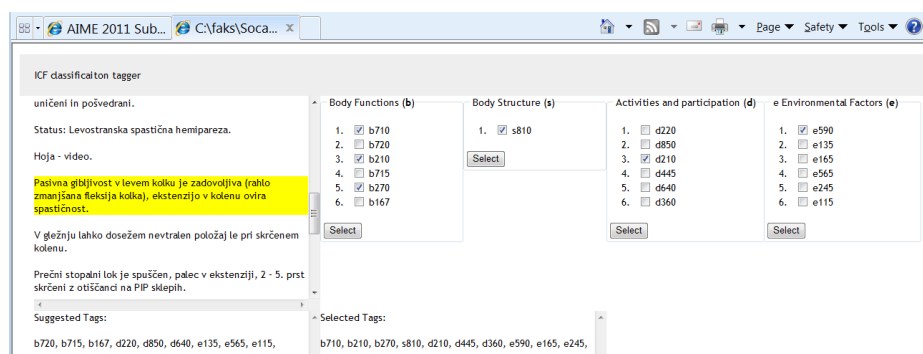 AIME 2011 Sub...
C:\faks\Soca... x
Page Safety Tools
ICF classificaiton tagger
uničeni in pošvedrani.
Status: Levostranska spastična hemipareza.
Hoja - video.
Pasivna gibljivost v levem kolku je zadovoljiva (rahlo
zmanjšana fleksija kolka), ekstenzijo v kolenu ovira
spastičnost.
V gležnju lahko dosežem nevtralen položaj le pri skrčenem
kolenu.
Prečni stopalni lok je spuščen, palec v ekstenziji, 2 - 5. prst
skrčeni z otiščanci na PIP sklepih.
Body Functions (b)
1. b710
2. b720
3. b210
4. b715
5. b270
6. b167
Select
Body Structure (s)
1. s810
Select
Activities and participation (d)
1. d220
2. d850
3. d210
4. d445
5. d640
6. d360
Select
e Environmental Factors (e)
1. e590
2. e135
3. e165
4. e565
5. e245
6. e115
Select
Suggested Tags:
b720, b715, b167, d220, d850, d640, e135, e565, e115,
Selected Tags:
b710, b210, b270, s810, d210, d445, d360, e590, e165, e245,